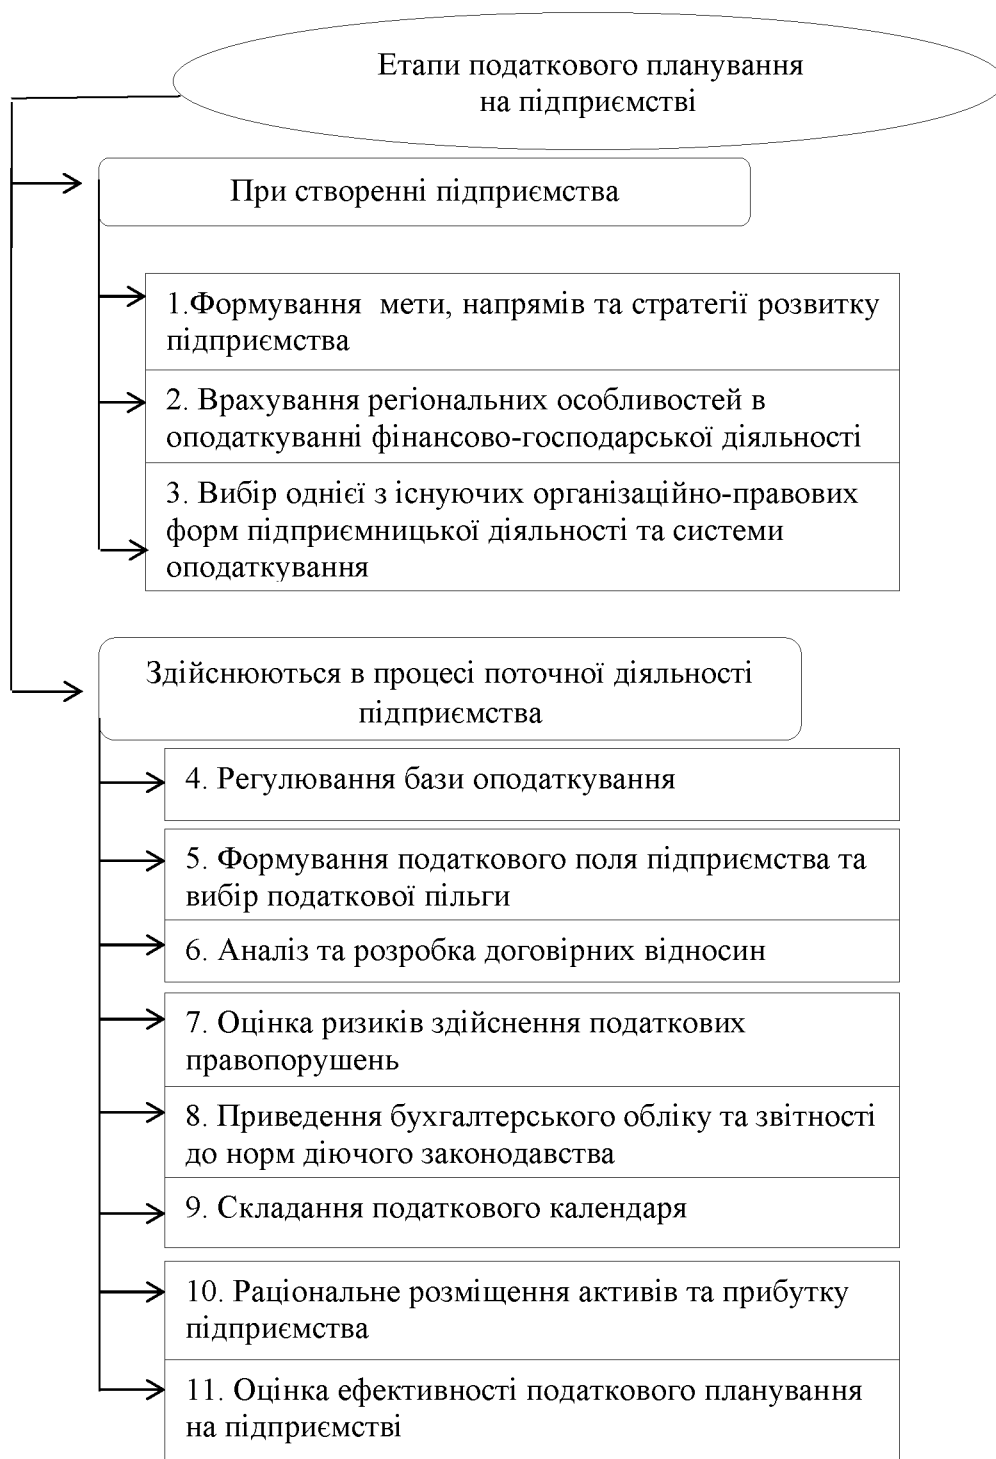 Етапи податкового планування
на підприємстві
При створенні підприємства
1.Формування мети, напрямів та стратегії розвитку
підприємства
2. Врахування регіональних особливостей в
оподаткуванні фінансово-господарської діяльності
3. Вибір однієї з існуючих організаційно-правових
форм підприємницької діяльності та системи
оподаткування
Здійснюються в процесі поточної діяльності
підприємства
4. Регулювання бази оподаткування
5. Формування податкового поля підприємства та
вибір податкової пільги
6. Аналіз та розробка договірних відносин
7. Оцінка ризиків здійснення податкових
правопорушень
8. Приведення бухгалтерського обліку та звітності
до норм діючого законодавства
9. Складання податкового календаря
10. Раціональне розміщення активів та прибутку
підприємства
11. Оцінка ефективності податкового планування
на підприємстві